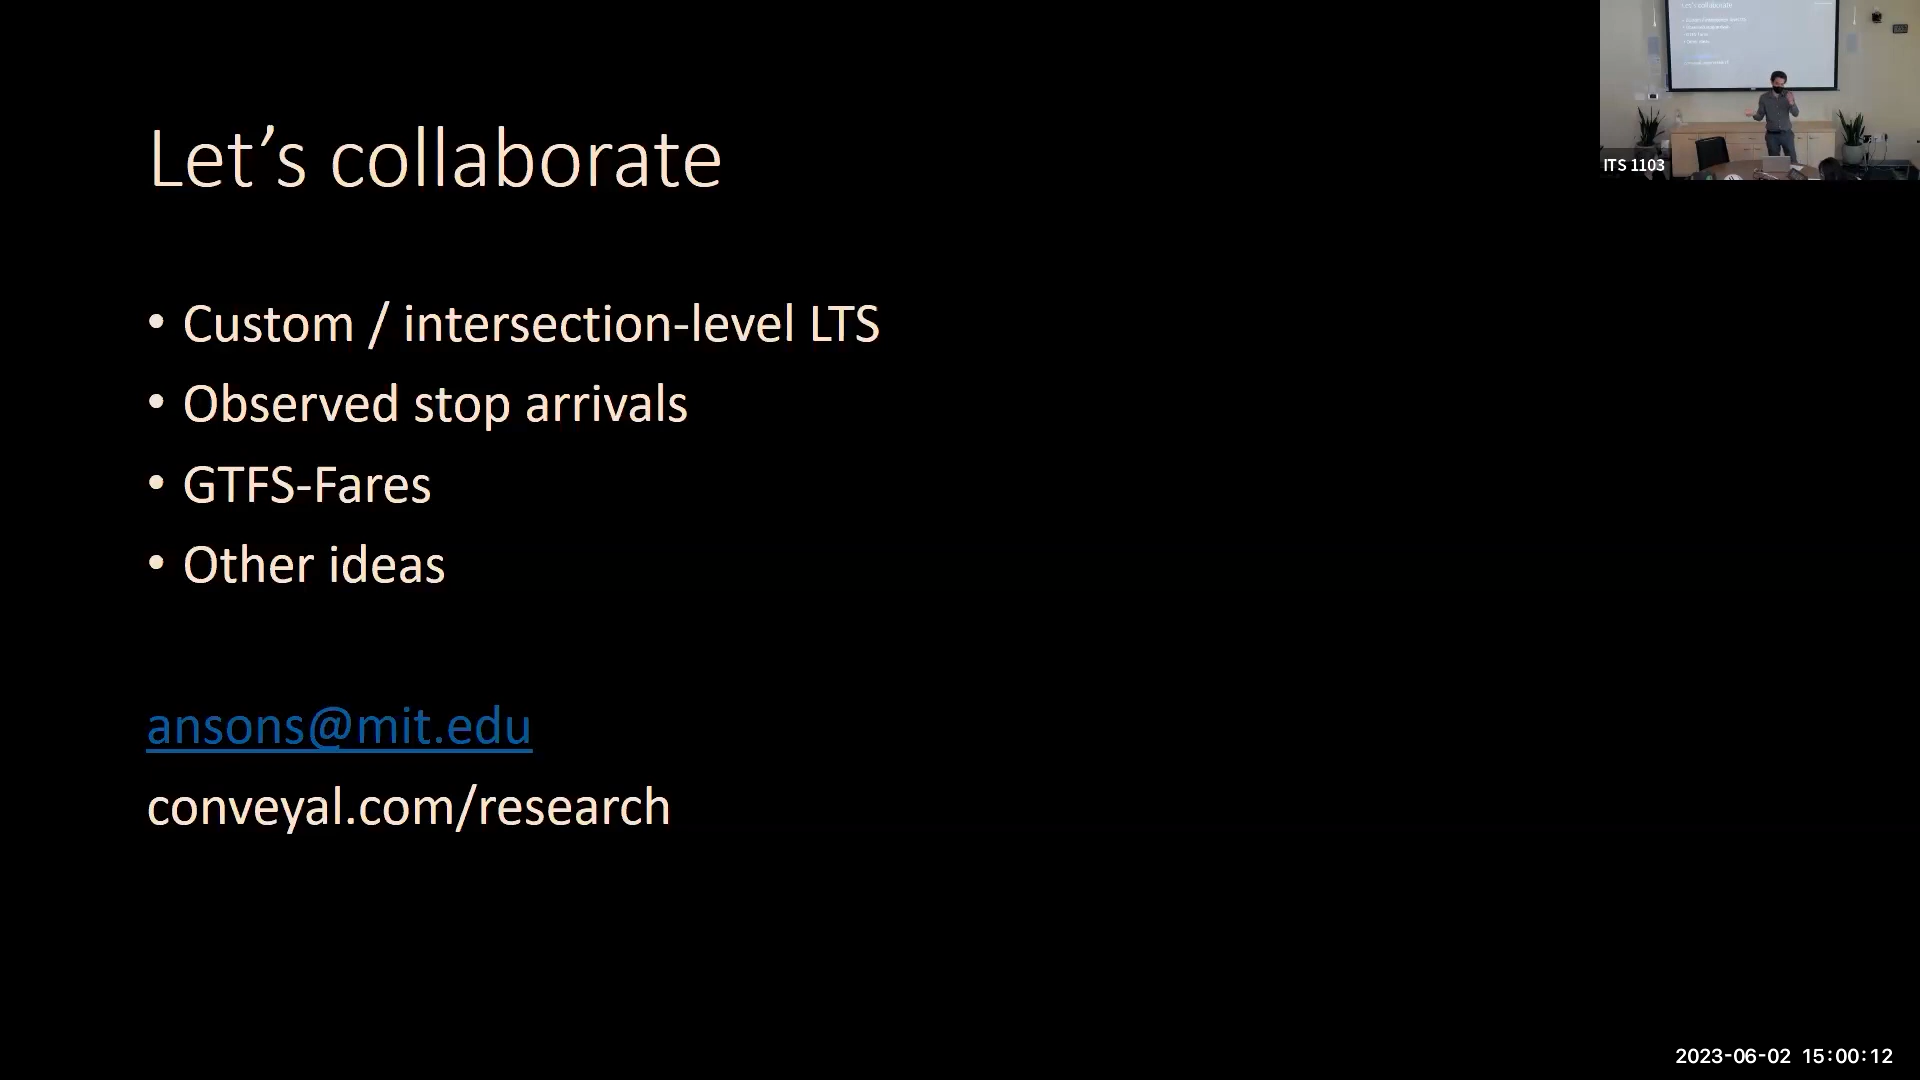 Let's collaborate
ITS 1103
• Custom / intersection-level LTS
• Observed stop arrivals
• GTFS-Fares
• Other ideas
ansons@mit.edu
conveyal.com/research
2023-06-02 15:00:12